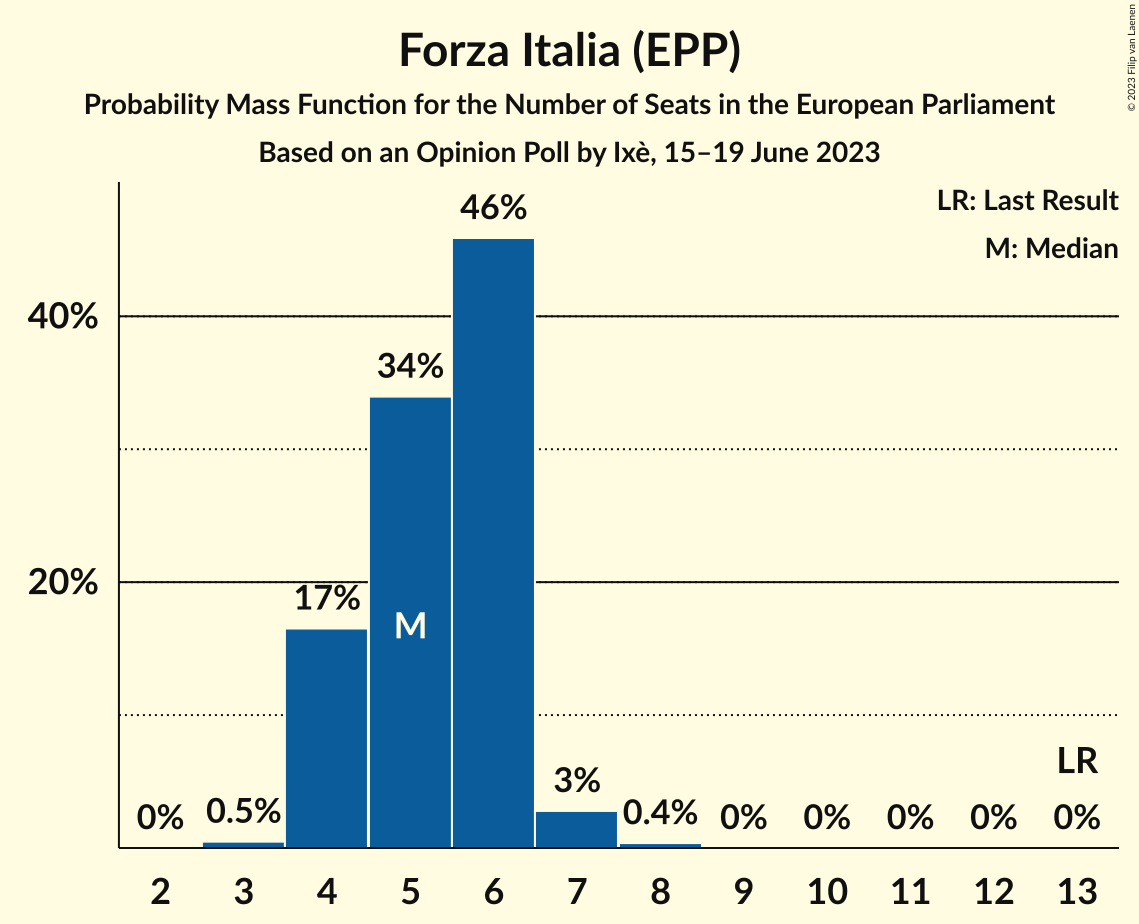 Forza Italia (EPP)
Probability Mass Function for the Number of Seats in the European Parliament
Based on an Opinion Poll by Ixè, 15–19 June 2023
© 2023 Filip van Laenen
LR: Last Result
M: Median
46%
40%
34%
20%
17%
M
LR
0%
0.5%
3%
0.4%
0%
0%
0%
0%
0%
2 3 4 5 6 7 8 9 10 11 12 13